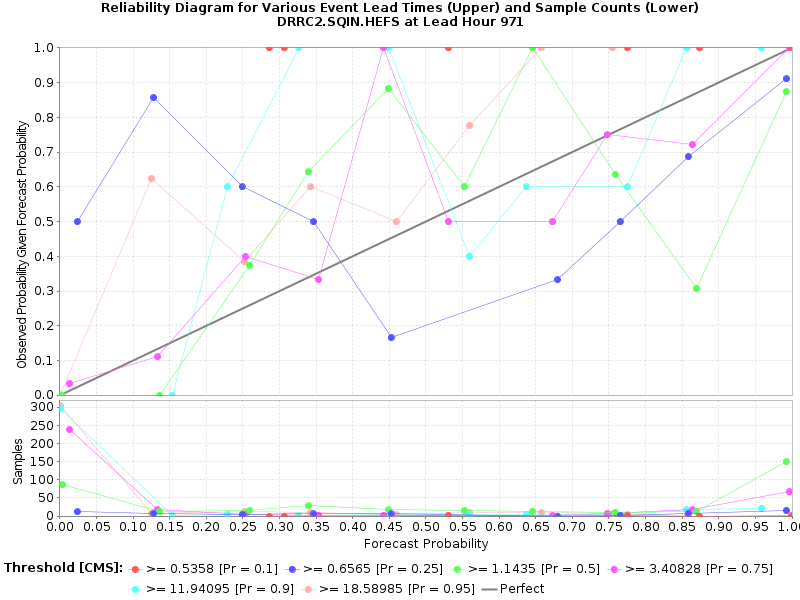 Reliability Diagram for Various Event Lead Times (Upper) and Sample Counts (Lower)
DRRC2.SQIN.HEFS at Lead Hour 971
Observed Probability Given Forecast Probability
1.0
0.9
0.8
0.7
0.6
0.5
0.4
0.3
0.2
0.1
0.0
Samples
300
250
200
150
100
50
0
0.00 0.05 0.10 0.15 0.20 0.25 0.30 0.35 0.40 0.45 0.50 0.55 0.60 0.65 0.70 0.75 0.80 0.85 0.90 0.95 1.0
Forecast Probability
Threshold [CMS]: >= 0.5358 [Pr = 0.1] >= 0.6565 [Pr = 0.25] >= 1.1435 [Pr = 0.5] >= 3.40828 [Pr = 0.75]
>= 11.94095 [Pr = 0.9] >= 18.58985 [Pr = 0.95] Perfect